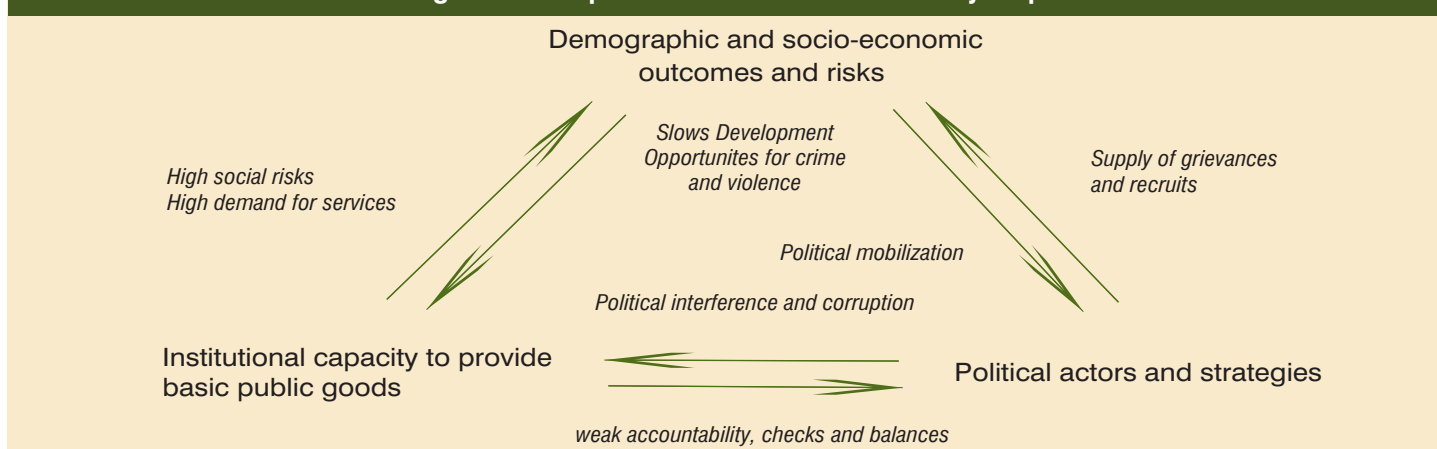 Demographic and socio-economic
outcomes and risks
Slows Development
Opportunites for crime
and violence
High social risks
High demand for services
Supply of grievances
and recruits
Political mobilization
Political interference and corruption
Institutional capacity to provide
basic public goods
Political actors and strategies
weak accountability, checks and balances